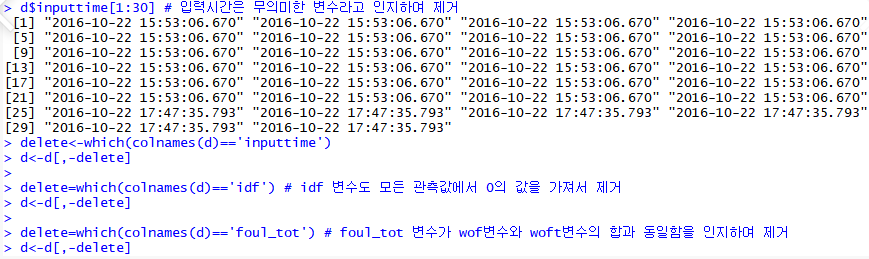 > d$inputtime[1:30] # 입력시간은 무의미한 변수라고 인지하여 제거
[1] "2016-10-22 15:53:06.670" "2016-10-22 15:53:06.670" "2016-10-22 15:53:06.670" "2016-10-22 15:53:06.670"
[5] "2016-10-22 15:53:06.670" "2016-10-22 15:53:06.670" "2016-10-22 15:53:06.670" "2016-10-22 15:53:06.670"
[9] "2016-10-22 15:53:06.670" "2016-10-22 15:53:06.670" "2016-10-22 15:53:06.670" "2016-10-22 15:53:06.670"
[13] "2016-10-22 15:53:06.670" "2016-10-22 15:53:06.670" "2016-10-22 15:53:06.670" "2016-10-22 15:53:06.670"
[17] "2016-10-22 15:53:06.670" "2016-10-22 15:53:06.670" "2016-10-22 15:53:06.670" "2016-10-22 15:53:06.670"
[21] "2016-10-22 15:53:06.670" "2016-10-22 15:53:06.670" "2016-10-22 15:53:06.670" "2016-10-22 15:53:06.670"
[25] "2016-10-22 17:47:35.793" "2016-10-22 17:47:35.793" "2016-10-22 17:47:35.793" "2016-10-22 17:47:35.793"
[29] "2016-10-22 17:47:35.793" "2016-10-22 17:47:35.793"
> delete<-which(colnames(d)=='inputtime')
> d<-d[,-delete]
>
> delete=which(colnames(d)=='idf') # idf 변수도 모든 관측값에서 0의 값을 가져서 제거
> d<-d[,-delete]
>
> delete=which(colnames(d)=='foul_tot') # foul_tot 변수가 wof변수와 woft변수의 합과 동일함을 인지하여 제거
> d<-d[,-delete]